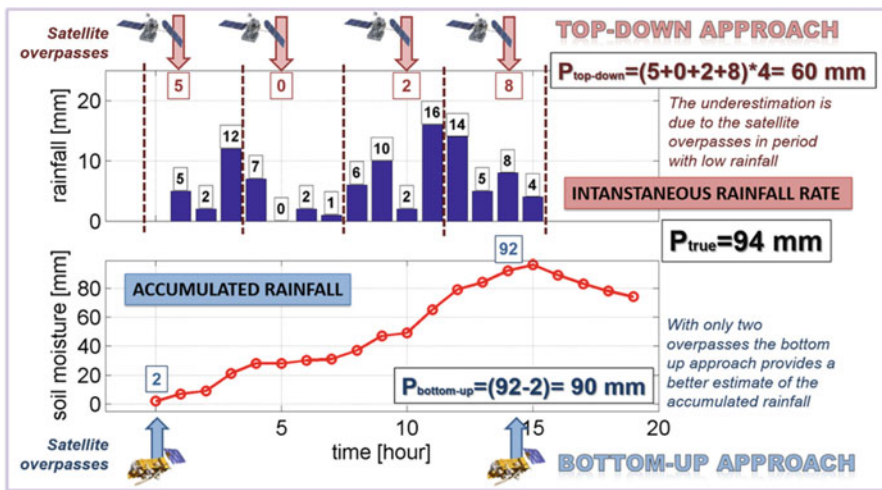 Satellite
overpasses
TOP-DOWN APPROACH
5
0
2
8
P top-down=(5+0+2+8)*4= 60 mm
The underestimation is
due to the satellite
overpasses in period
with low rainfall
INTANSTANEOUS RAINFALL RATE
rainfall [mm]
20
10
0
5
2
12
7
0
2
1
6
10
2
16
14
5
8
4
Ptrue=94 mm
92
ACCUMULATED RAINFALL
soil moisture [mm]
80
60
40
20
0
2
With only two
overpasses the bottom
up approach provides a
better estimate of the
accumulated rainfall
Pbottom-up=(92-2)= 90 mm
5
10
15
20
time [hour]
Satellite
overpasses
BOTTOM-UP APPROACH